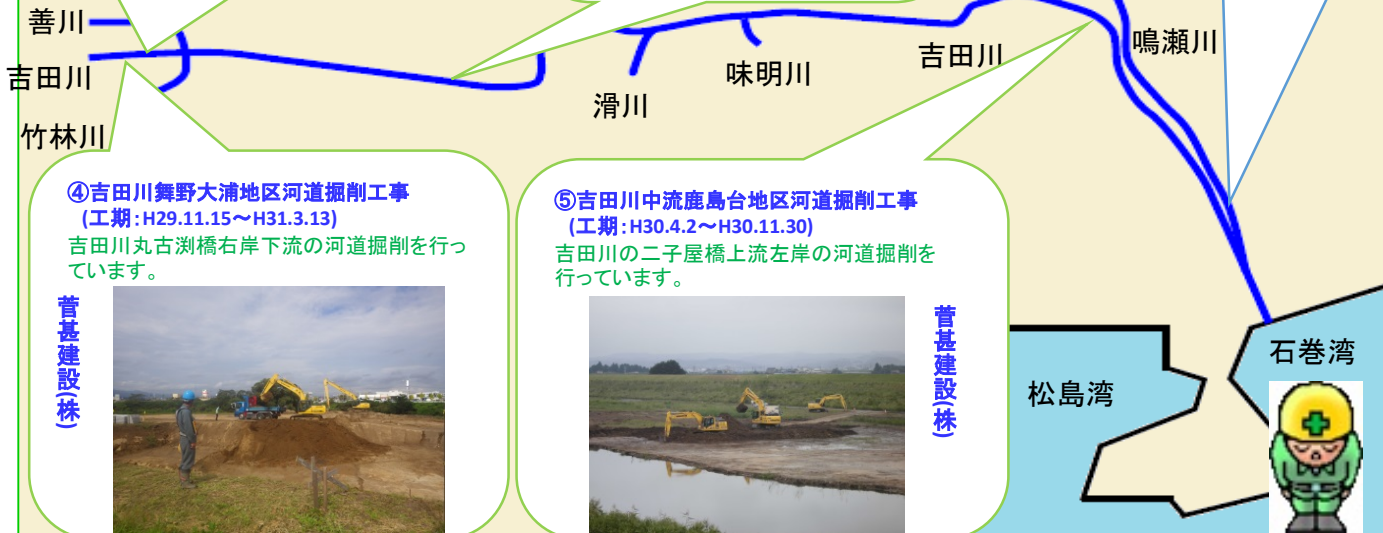 善川
吉田川
竹林川
滑川
味明川
吉田川
鳴瀬川
④吉田川舞野大浦地区河道掘削工事
(工期:H29.11.15～H31.3.13)
吉田川丸古渕橋右岸下流の河道掘削を行っ
ています。
菅甚建設(株)
⑤吉田川中流鹿島台地区河道掘削工事
(工期:H30.4.2～H30.11.30)
吉田川の二子屋橋上流左岸の河道掘削を
行っています。
菅甚建設(株)
松島湾
石巻湾